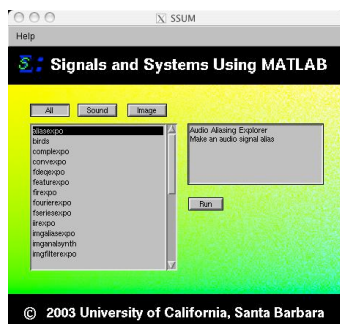 SSUM
Help
Σ: Signals and Systems Using MATLAB
All Sound Image
aliasexpo
birds
complexpo
convexpo
fdeqexpo
featurexpo
firexpo
fourierexpo
fseriesexpo
iirexpo
imgaliasexpo
imganalsynth
imgfilterexpo
Audio Aliasing Explorer
Make an audio signal alias
Run
© 2003 University of California, Santa Barbara